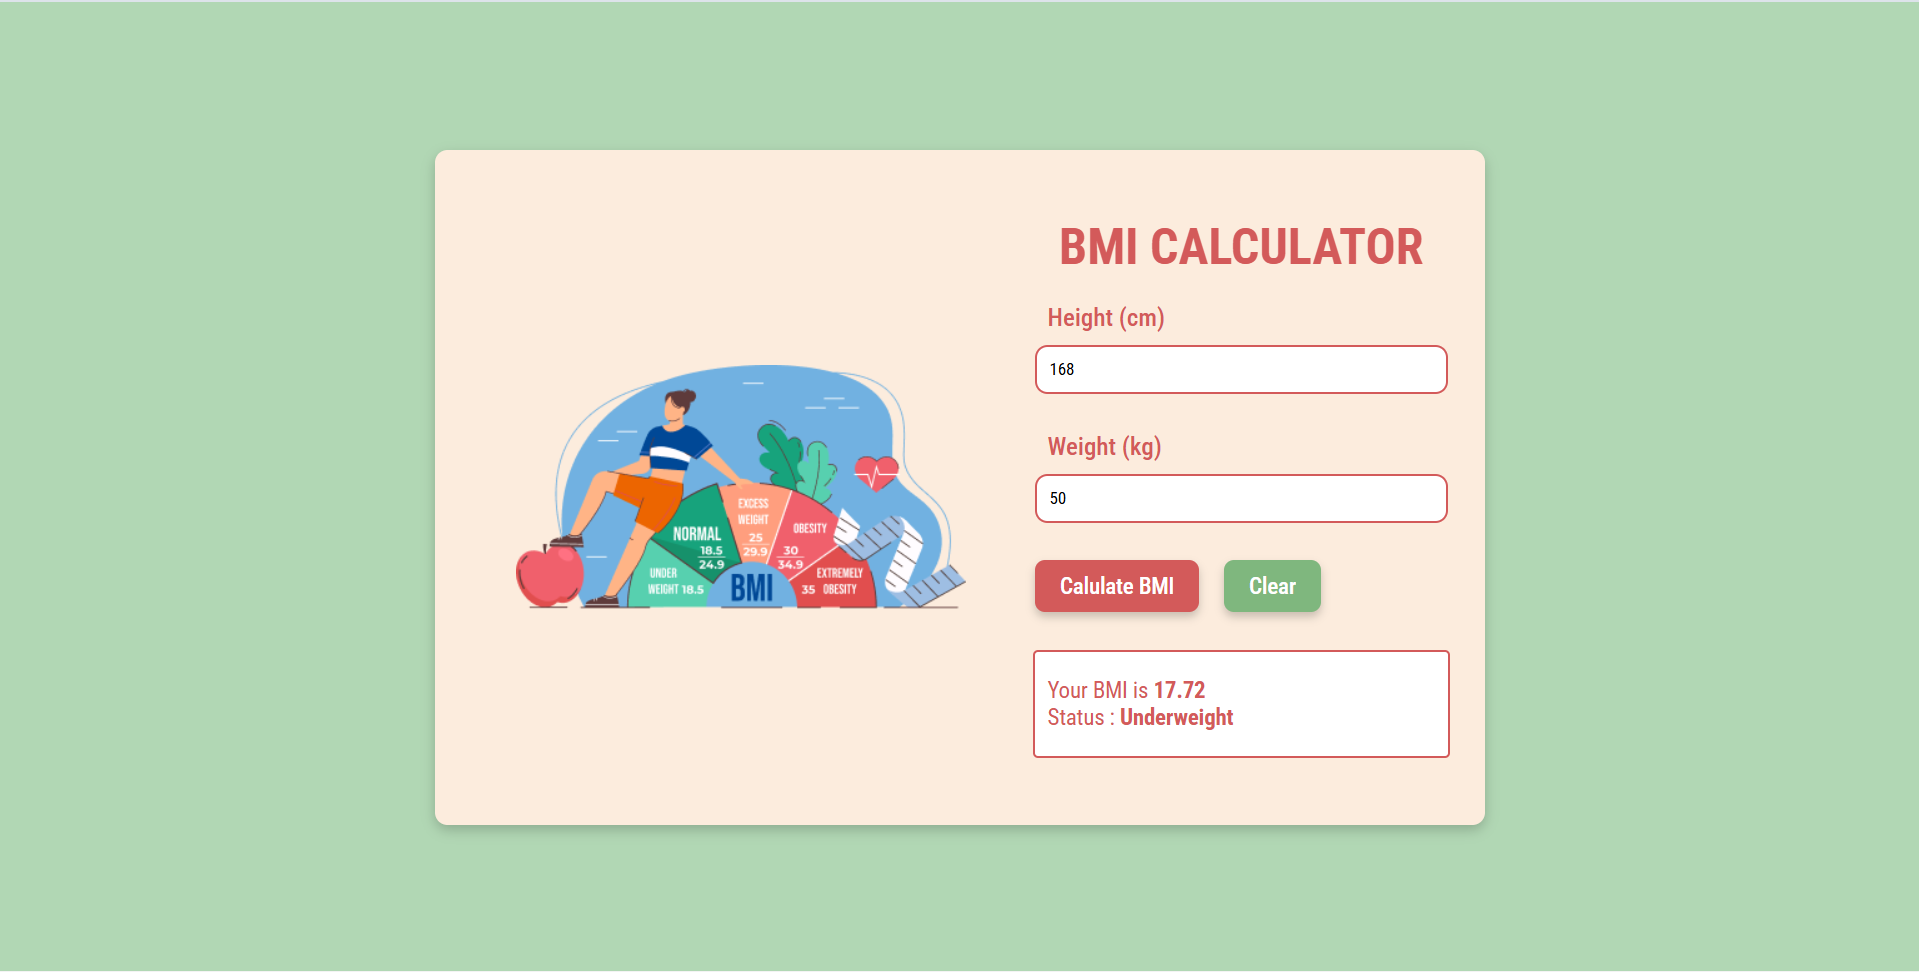 BMI CALCULATOR
Height (cm)
168
Weight (kg)
50
Calulate BMI
Clear
Your BMI is 17.72
Status : Underweight
UNDER
WEIGHT 18.5
NORMAL
18.5
24.9
EXCESS
WEIGHT
25
29.9
OBESITY
30
34.9
EXTREMELY
35 OBESITY
BMI